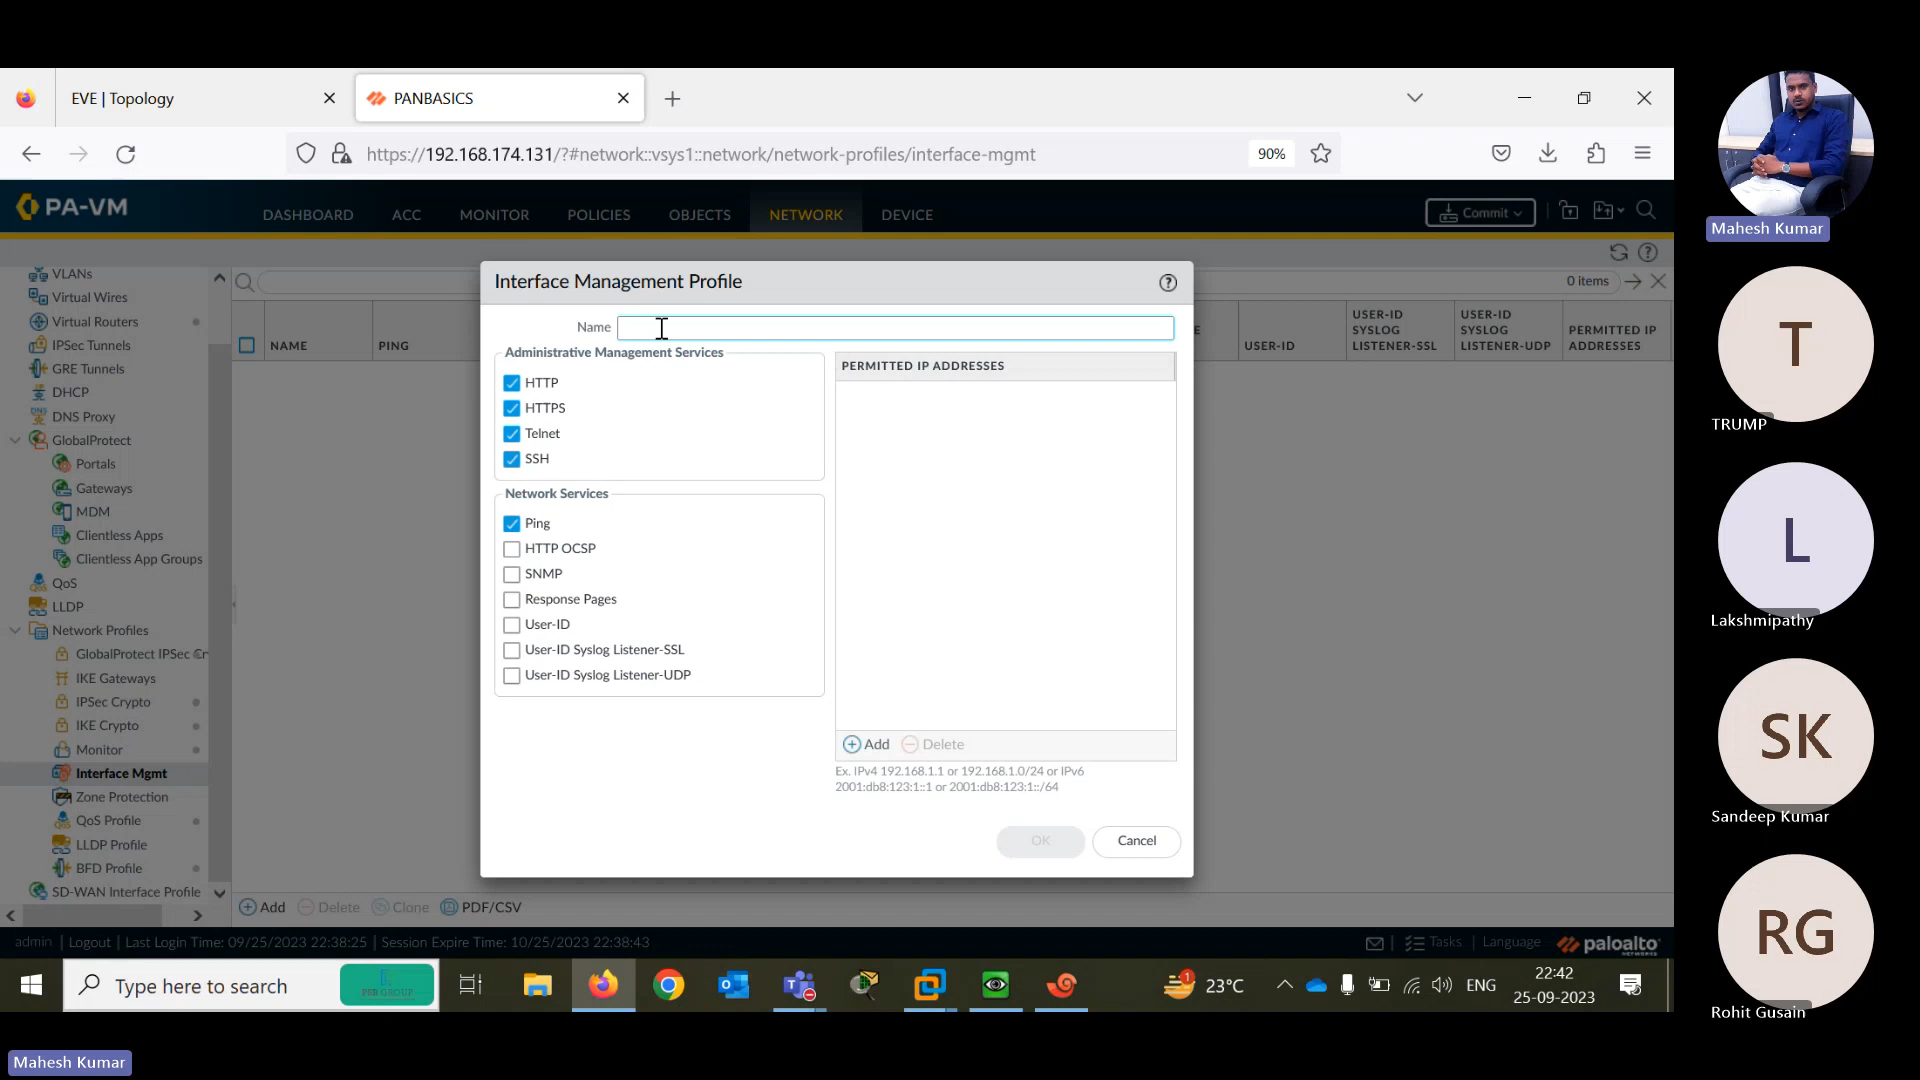 EVE | Topology
PANBASICS
https://192.168.174.131/?#network::vsys1::network/network-profiles/interface-mgmt
90%
PA-VM
DASHBOARD
ACC
MONITOR
POLICIES
OBJECTS
NETWORK
DEVICE
Commit
VLANs
Virtual Wires
Virtual Routers
IPSec Tunnels
GRE Tunnels
DHCP
DNS Proxy
GlobalProtect
Portals
Gateways
MDM
Clientless Apps
Clientless App Groups
QoS
LLDP
Network Profiles
GlobalProtect IPSec Cr
IKE Gateways
IPSec Crypto
IKE Crypto
Monitor
Interface Mgmt
Zone Protection
QoS Profile
LLDP Profile
BFD Profile
SD-WAN Interface Profile
0 items
NAME
PING
E
USER-ID
USER-ID SYSLOG LISTENER-SSL
USER-ID SYSLOG LISTENER-UDP
PERMITTED IP ADDRESSES
Interface Management Profile
Name
Administrative Management Services
HTTP
HTTPS
Telnet
SSH
Network Services
Ping
HTTP OCSP
SNMP
Response Pages
User-ID
User-ID Syslog Listener-SSL
User-ID Syslog Listener-UDP
PERMITTED IP ADDRESSES
Add
Delete
Ex. IPv4 192.168.1.1 or 192.168.1.0/24 or IPv6
2001:db8:123:1::1 or 2001:db8:123:1::/64
OK
Cancel
Add
Delete
Clone
PDF/CSV
admin | Logout | Last Login Time: 09/25/2023 22:38:25 | Session Expire Time: 10/25/2023 22:38:43
Tasks | Language
paloalto
NETWORKS
Type here to search
1
23°C
ENG
22:42
25-09-2023
Mahesh Kumar
T
TRUMP
L
Lakshmipathy
SK
Sandeep Kumar
RG
Rohit Gusain
Mahesh Kumar